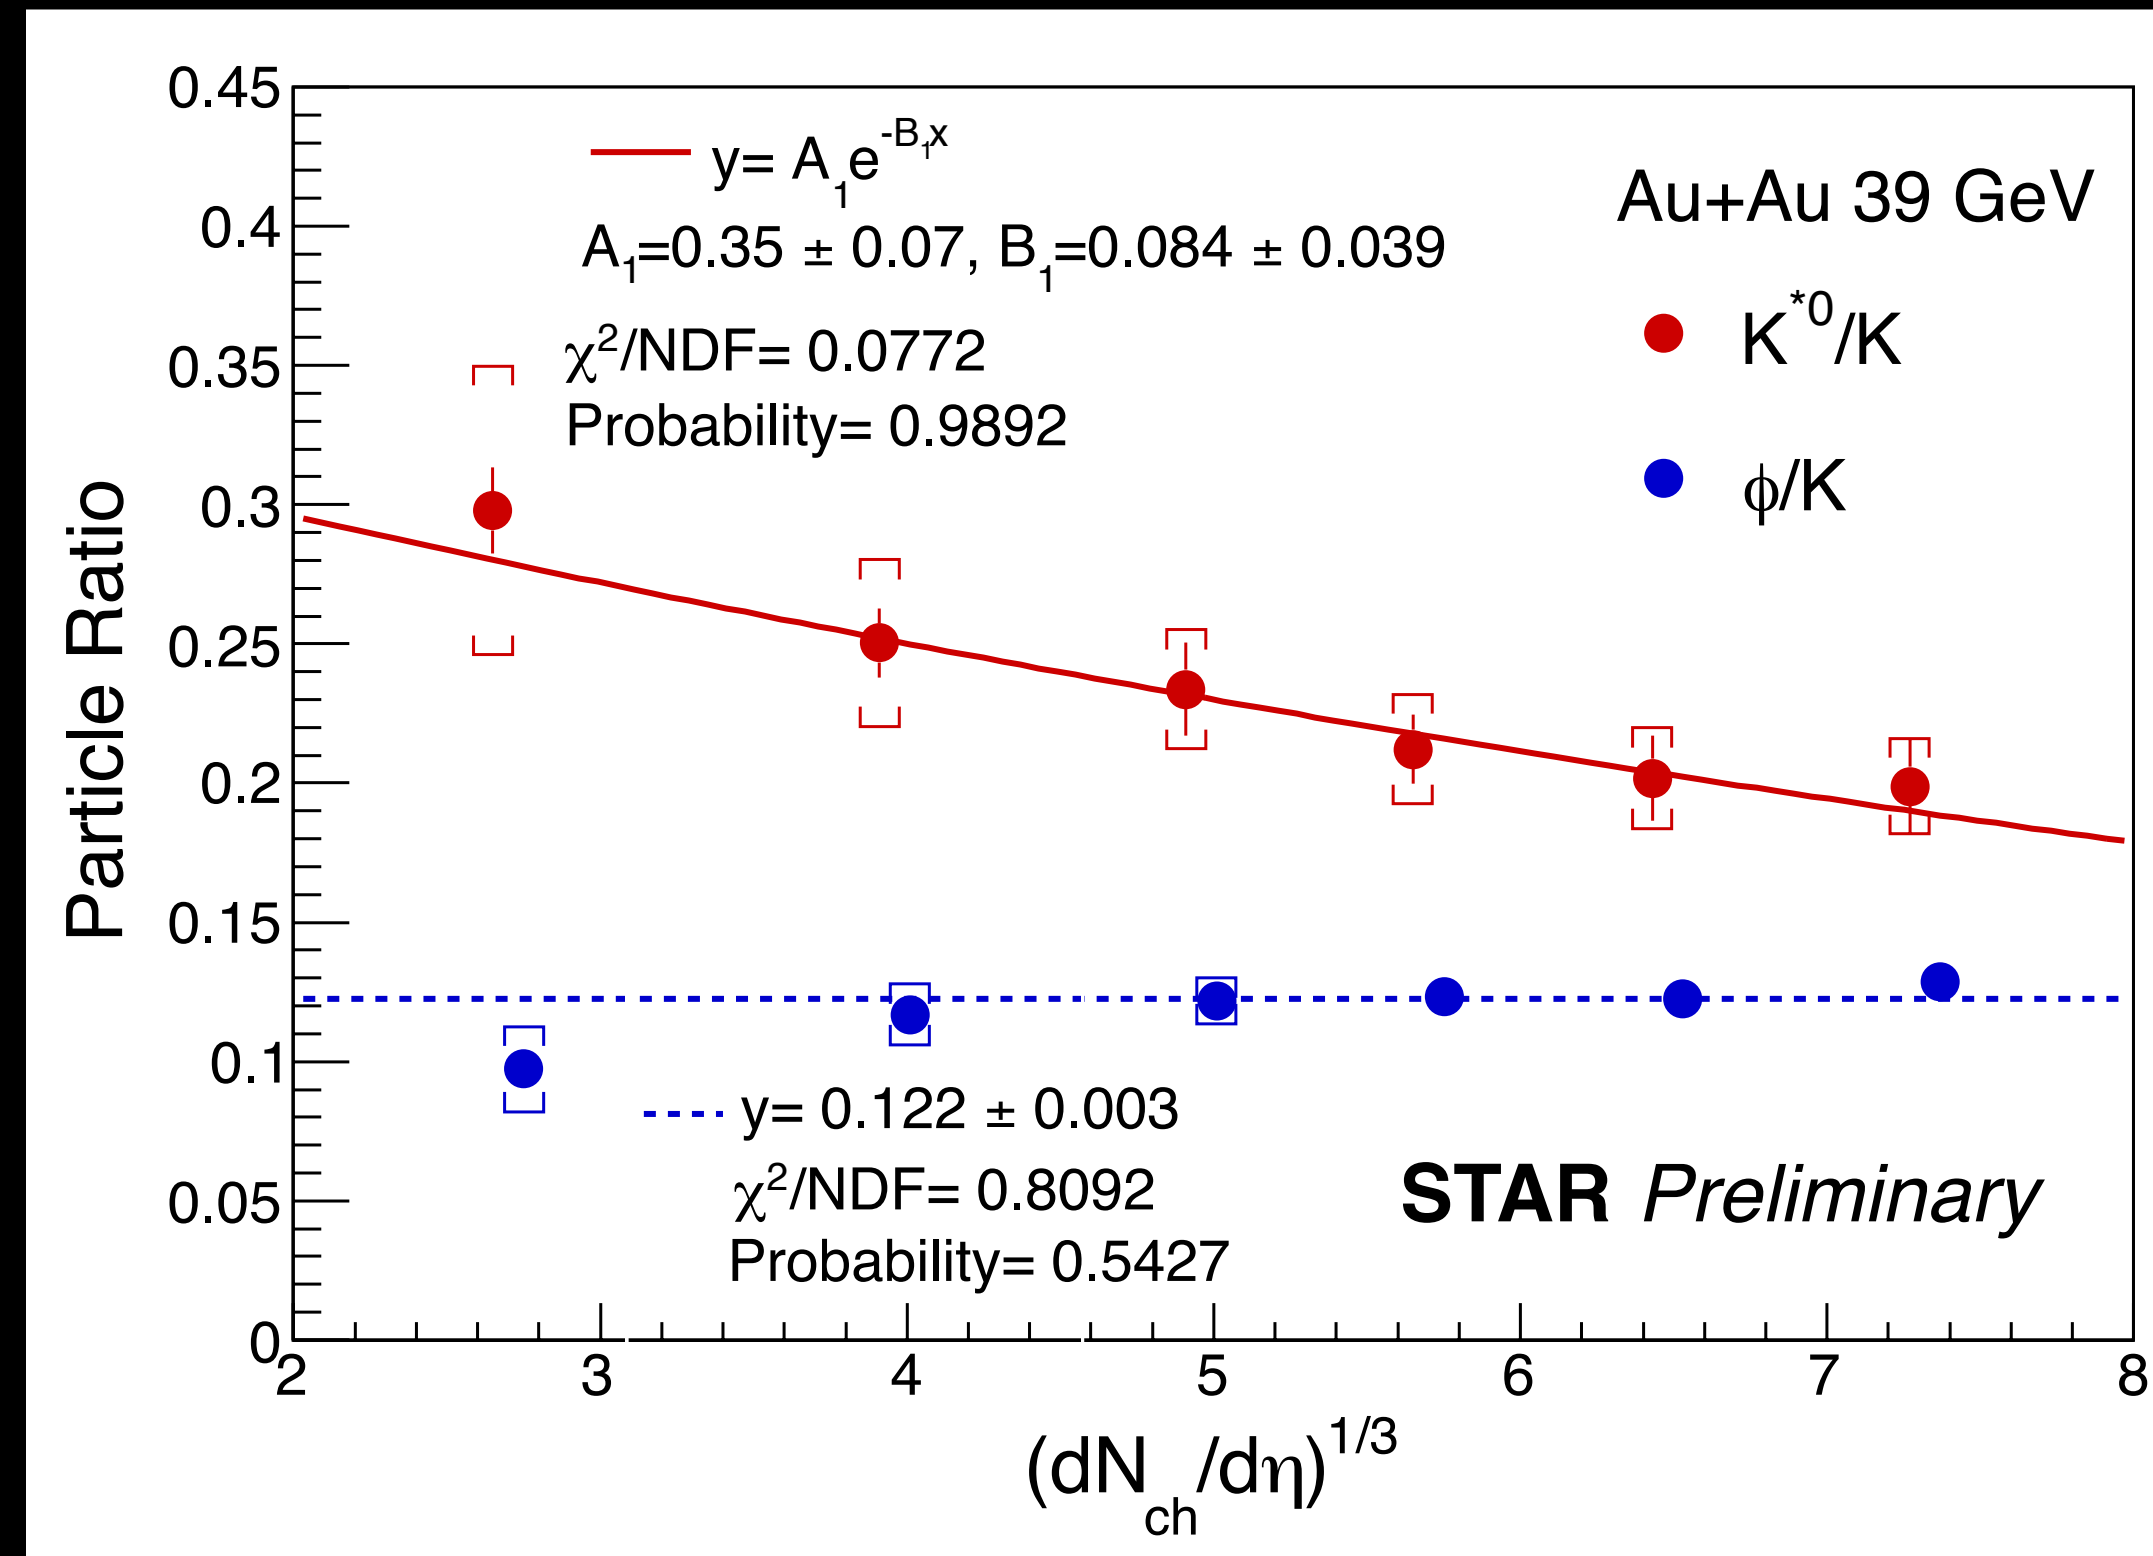 0.45
0.4
0.35
0.3
0.25
0.2
0.15
0.1
0.05
0
Particle Ratio
y= A₁e^{-B₁x}
A₁=0.35 ± 0.07, B₁=0.084 ± 0.039
χ²/NDF= 0.0772
Probability= 0.9892
Au+Au 39 GeV
K^{*0}/K
ϕ/K
y= 0.122 ± 0.003
χ²/NDF= 0.8092
Probability= 0.5427
STAR Preliminary
2 3 4 5 6 7 8
(dN_{ch}/dη)^{1/3}